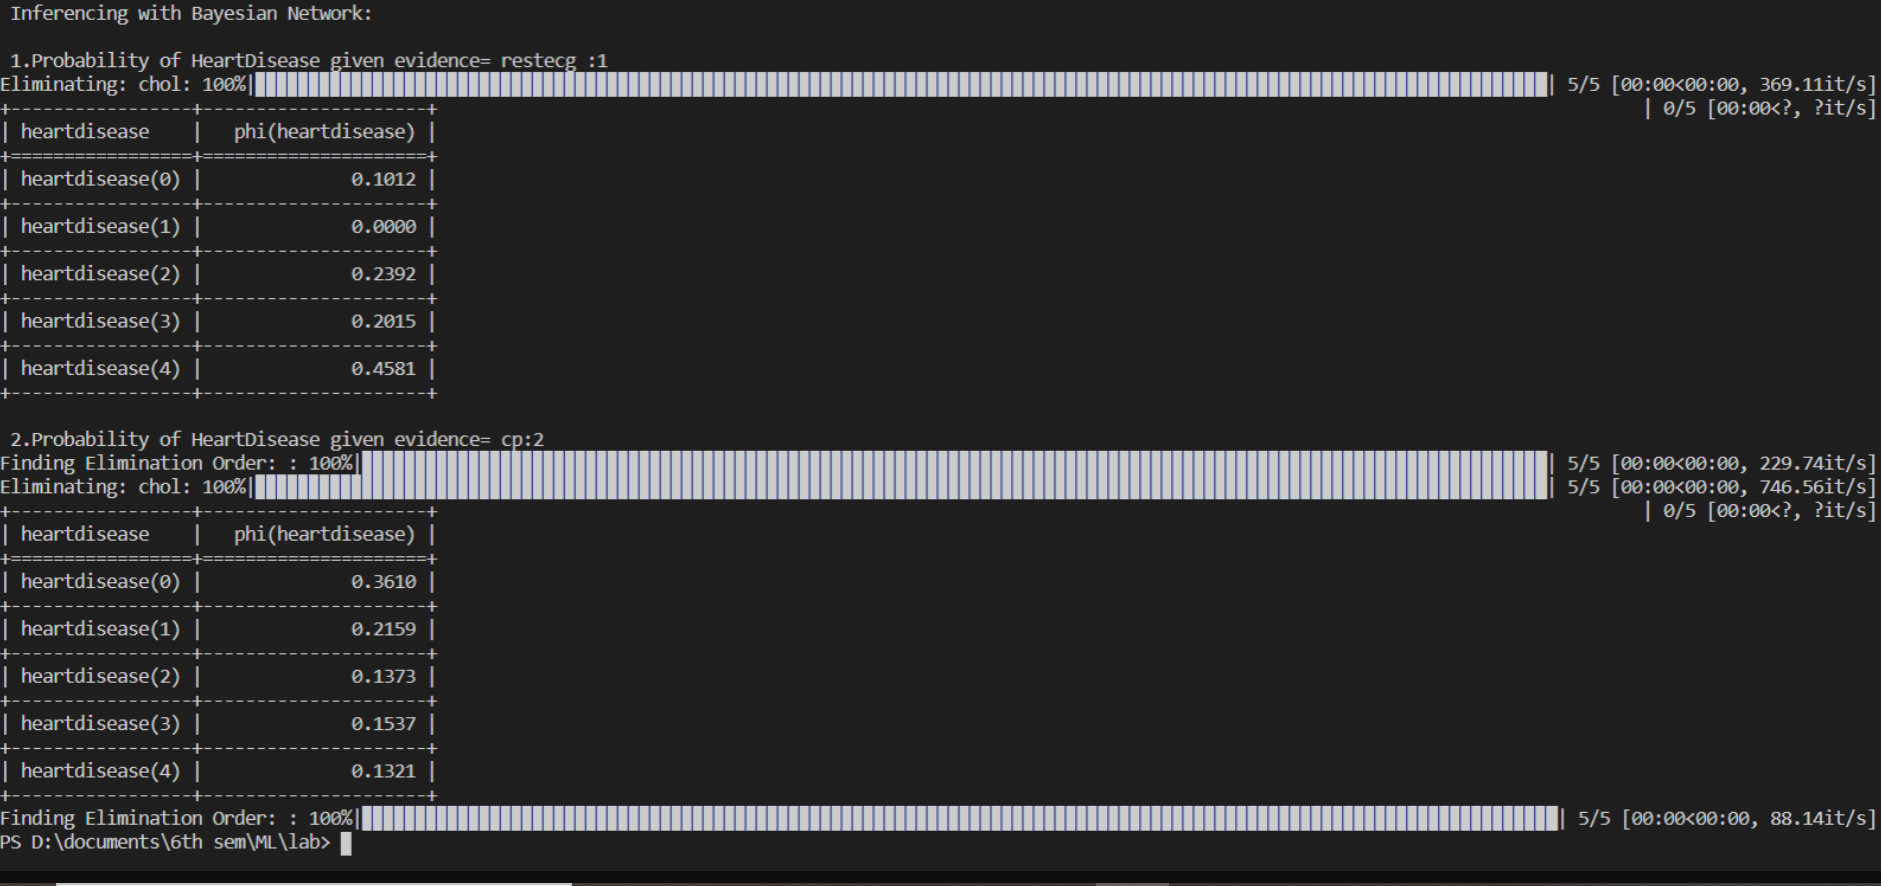 Inferencing with Bayesian Network:
1.Probability of HeartDisease given evidence= restecg :1
Eliminating: chol: 100%|██████████| 5/5 [00:00<00:00, 369.11it/s]
+-----------------+---------------------+ | 0/5 [00:00<?, ?it/s]
| heartdisease    |   phi(heartdisease) |
+=================+=====================+
| heartdisease(0) |              0.1012 |
+-----------------+---------------------+
| heartdisease(1) |              0.0000 |
+-----------------+---------------------+
| heartdisease(2) |              0.2392 |
+-----------------+---------------------+
| heartdisease(3) |              0.2015 |
+-----------------+---------------------+
| heartdisease(4) |              0.4581 |
+-----------------+---------------------+
2.Probability of HeartDisease given evidence= cp:2
Finding Elimination Order: : 100%|██████████| 5/5 [00:00<00:00, 229.74it/s]
Eliminating: chol: 100%|██████████| 5/5 [00:00<00:00, 746.56it/s]
+-----------------+---------------------+ | 0/5 [00:00<?, ?it/s]
| heartdisease    |   phi(heartdisease) |
+=================+=====================+
| heartdisease(0) |              0.3610 |
+-----------------+---------------------+
| heartdisease(1) |              0.2159 |
+-----------------+---------------------+
| heartdisease(2) |              0.1373 |
+-----------------+---------------------+
| heartdisease(3) |              0.1537 |
+-----------------+---------------------+
| heartdisease(4) |              0.1321 |
+-----------------+---------------------+
Finding Elimination Order: : 100%|██████████| 5/5 [00:00<00:00, 88.14it/s]
PS D:\documents\6th sem\ML\lab>